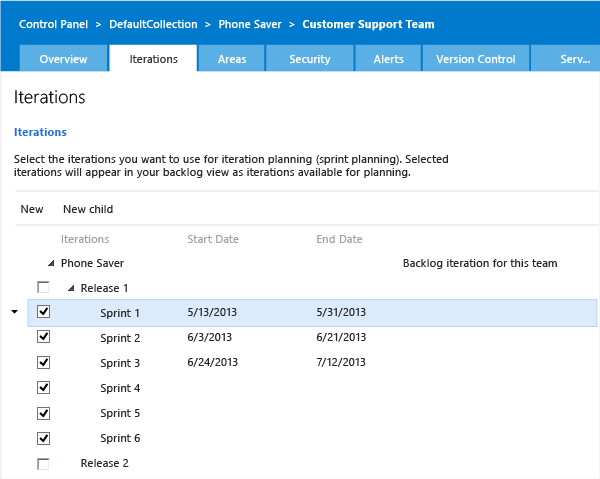 Control Panel > DefaultCollection > Phone Saver > Customer Support Team
Overview Iterations Areas Security Alerts Version Control Serv...
Iterations
Iterations
Select the iterations you want to use for iteration planning (sprint planning). Selected
iterations will appear in your backlog view as iterations available for planning.
New New child
Iterations Start Date End Date
Phone Saver Backlog iteration for this team
Release 1
Sprint 1 5/13/2013 5/31/2013
Sprint 2 6/3/2013 6/21/2013
Sprint 3 6/24/2013 7/12/2013
Sprint 4
Sprint 5
Sprint 6
Release 2